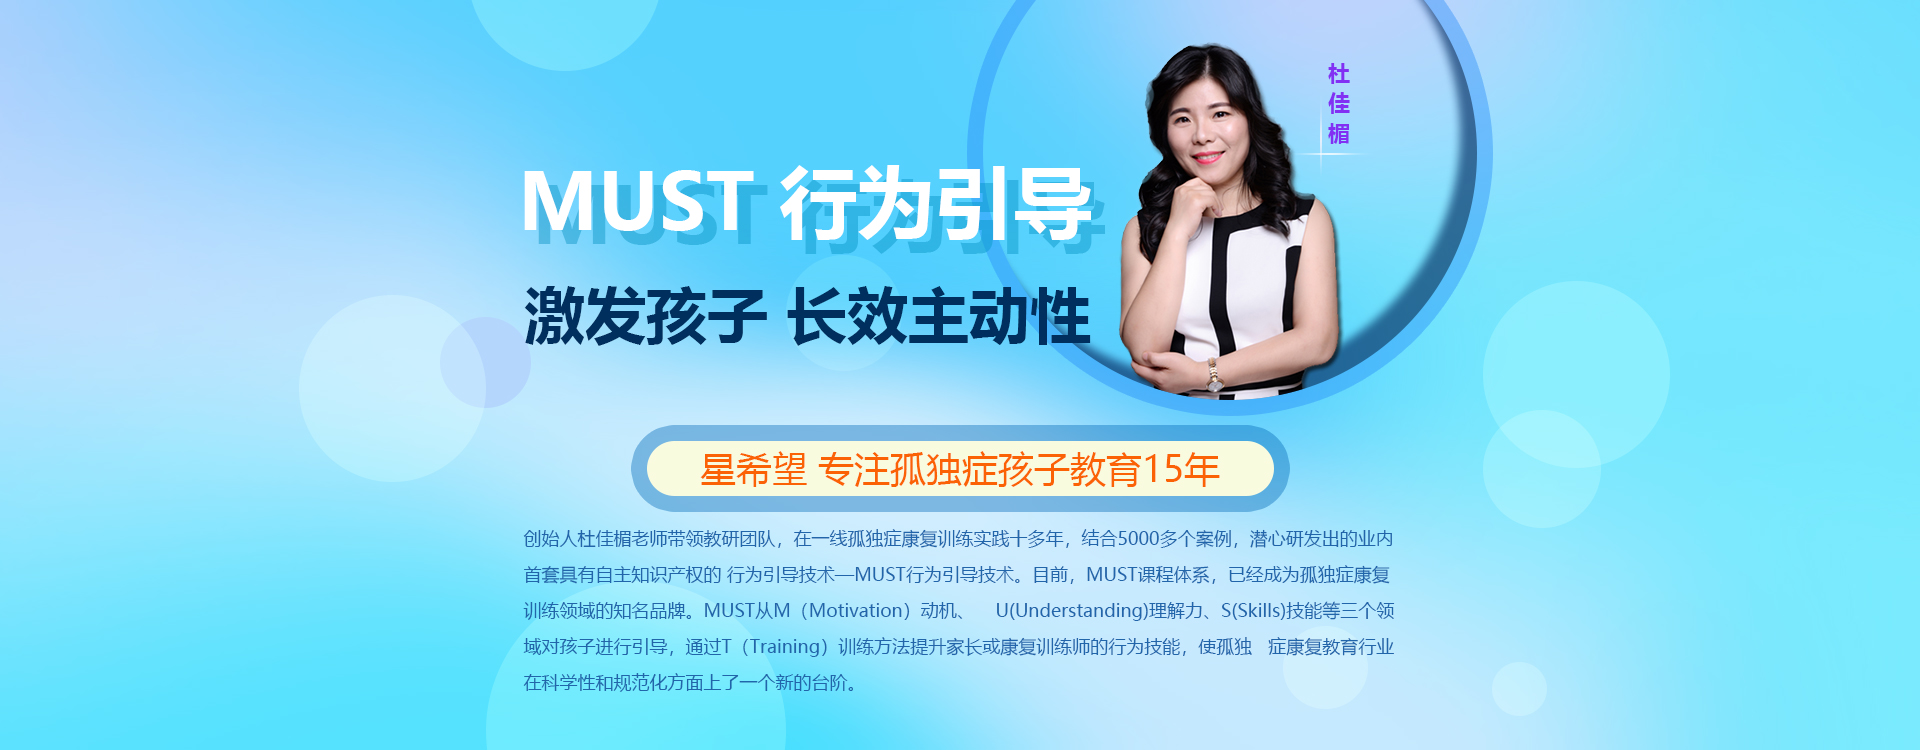 杜佳楣
MUST 行为引导
激发孩子 长效主动性
星希望 专注孤独症孩子教育15年
创始人杜佳楣老师带领教研团队，在一线孤独症康复训练实践十多年，结合5000多个案例，潜心研发出的业内
首套具有自主知识产权的 行为引导技术—MUST行为引导技术。目前，MUST课程体系，已经成为孤独症康复
训练领域的知名品牌。MUST从M（Motivation）动机、 U(Understanding)理解力、S(Skills)技能等三个领
域对孩子进行引导，通过T（Training）训练方法提升家长或康复训练师的行为技能，使孤独 症康复教育行业
在科学性和规范化方面上了一个新的台阶。